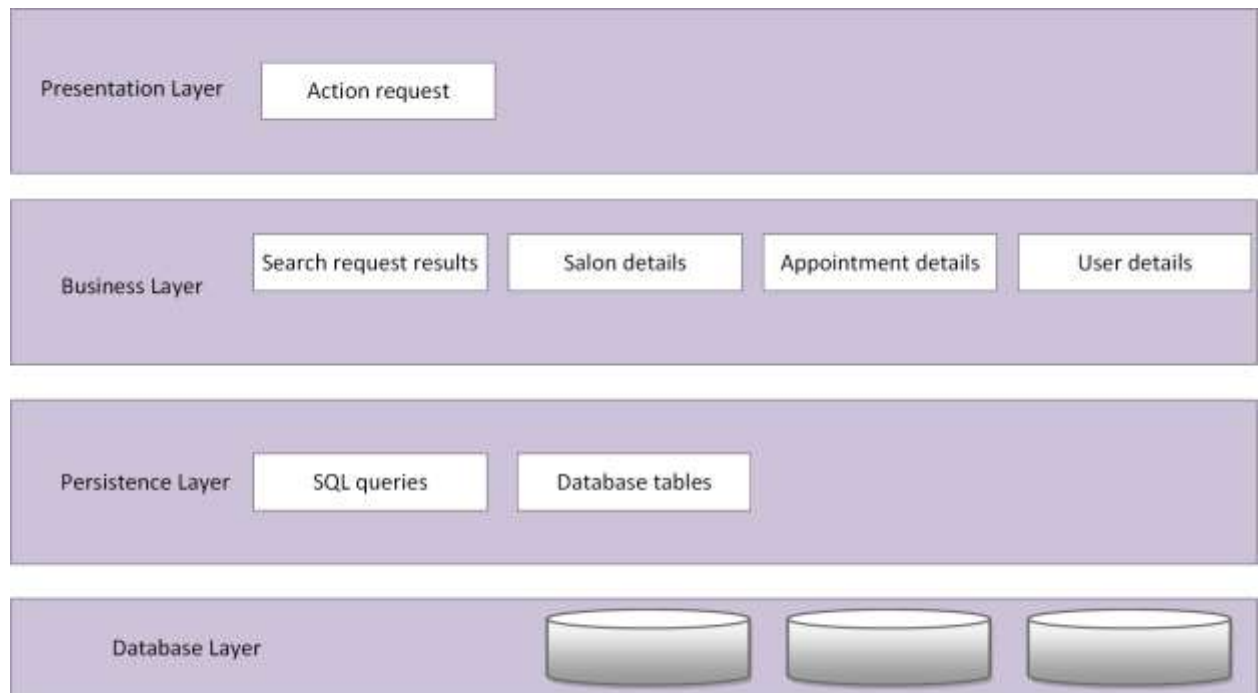 Presentation Layer
Action request
Search request results
Salon details
Appointment details
User details
Business Layer
Persistence Layer
SQL queries
Database tables
Database Layer